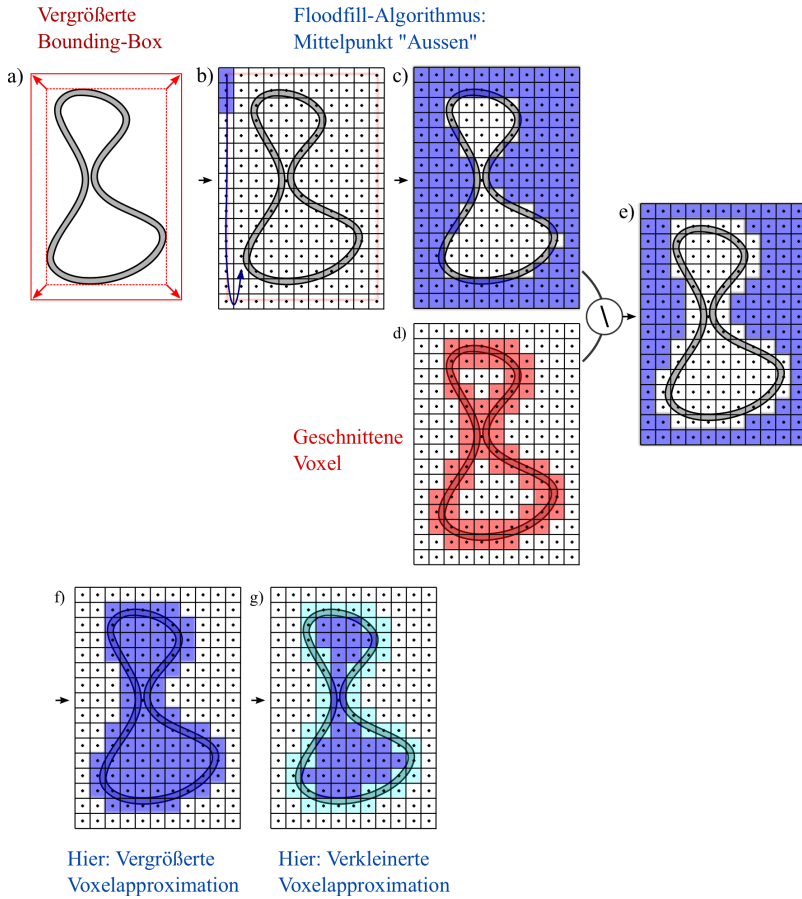 Vergrößerte
Bounding-Box
Floodfill-Algorithmus:
Mittelpunkt "Aussen"
a)
b)
c)
e)
d)
\
Geschnittene
Voxel
f)
g)
Hier: Vergrößerte
Voxelapproximation
Hier: Verkleinerte
Voxelapproximation